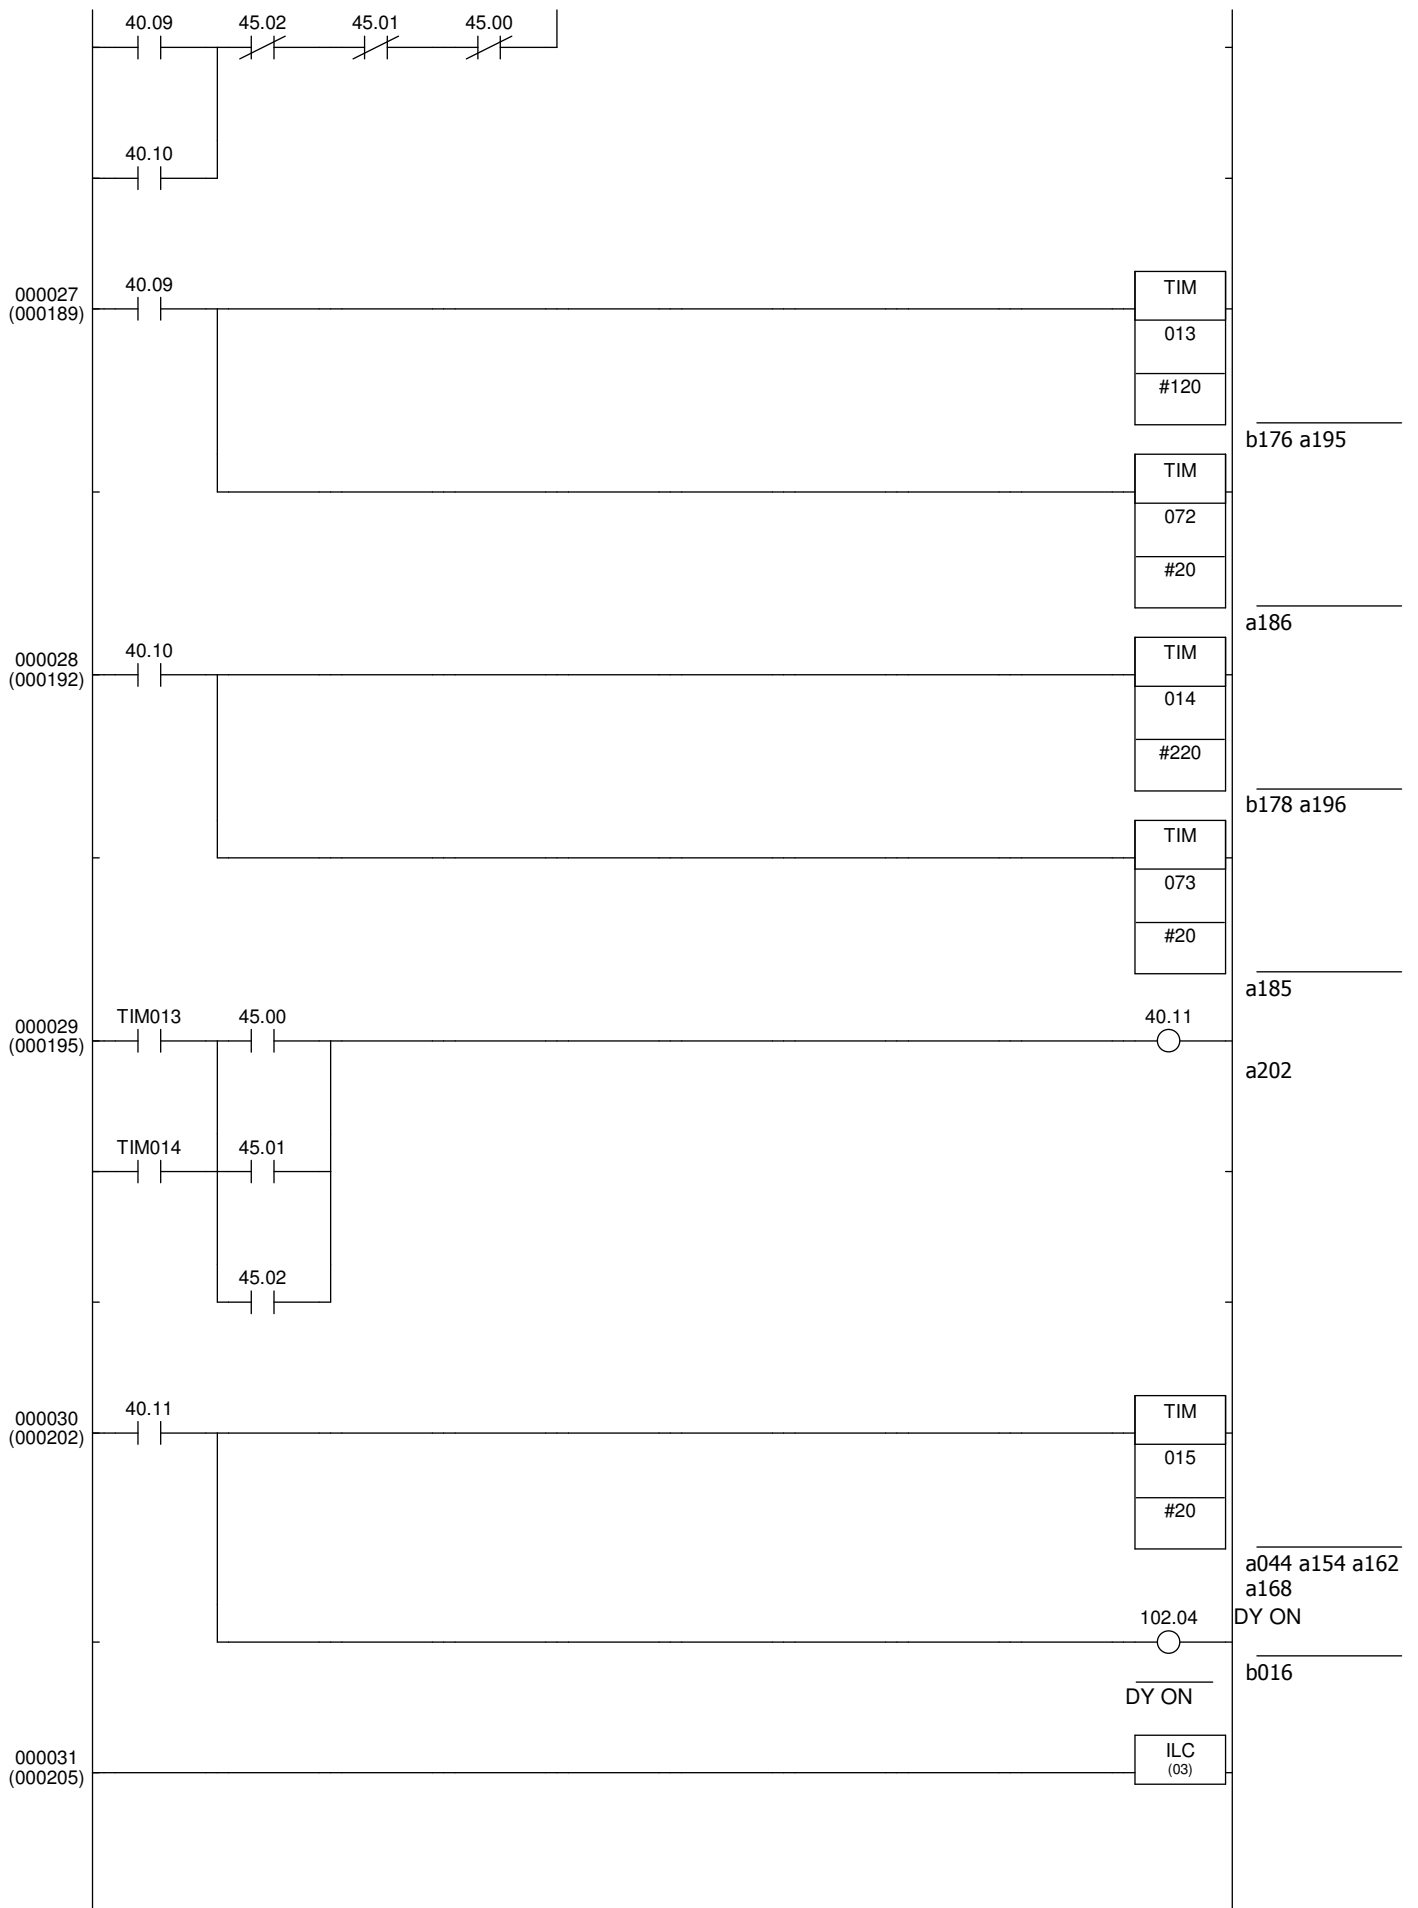 40.09 45.02 45.01 45.00
40.10
000027
(000189)
40.09
TIM
013
#120
b176 a195
TIM
072
#20
a186
000028
(000192)
40.10
TIM
014
#220
b178 a196
TIM
073
#20
a185
000029
(000195)
TIM013 45.00 40.11
a202
TIM014 45.01
45.02
000030
(000202)
40.11
TIM
015
#20
a044 a154 a162
a168
102.04 DY ON
b016
DY ON
000031
(000205)
ILC
(03)